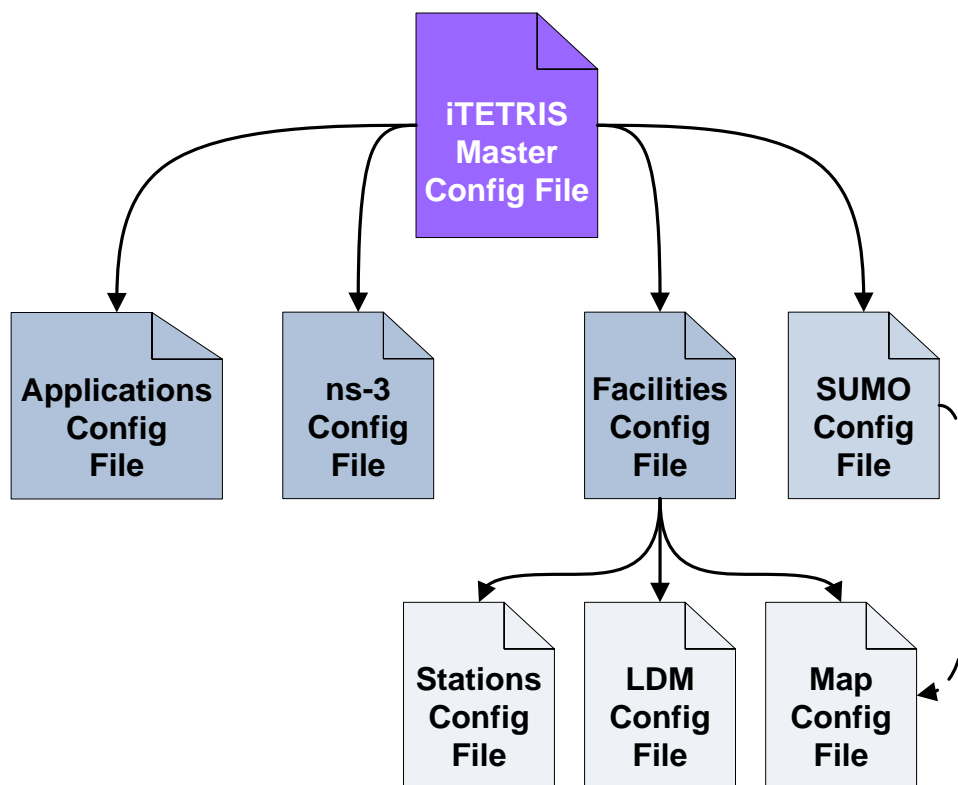 iTETRIS
Master
Config File
Applications
Config
File
ns-3
Config
File
Facilities
Config
File
SUMO
Config
File
Stations
Config
File
LDM
Config
File
Map
Config
File